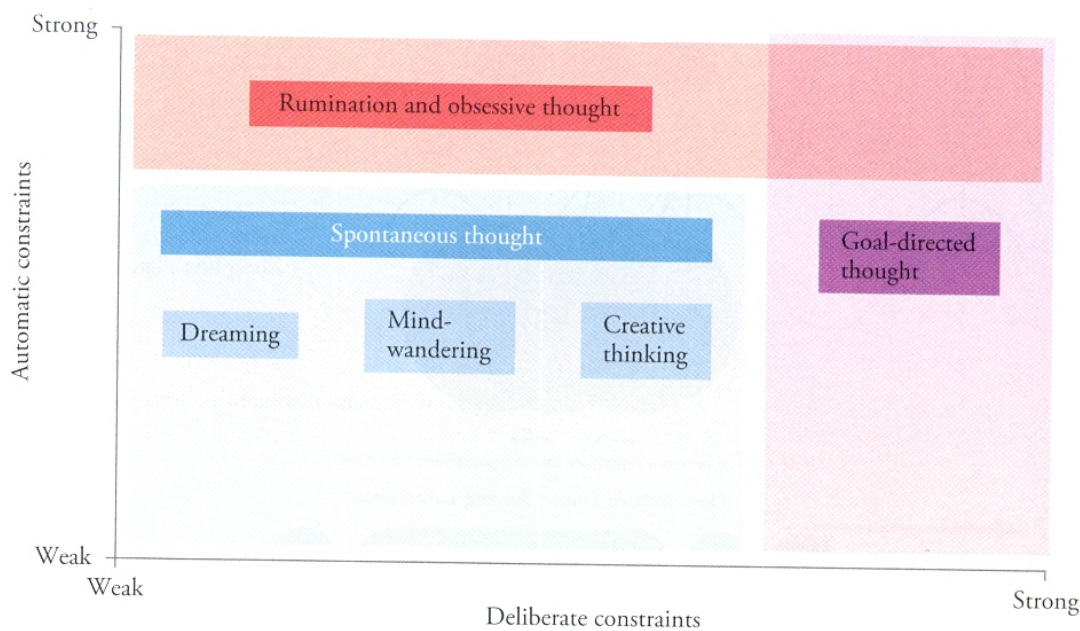 Strong
Rumination and obsessive thought
Automatic constraints
Spontaneous thought
Goal-directed
thought
Dreaming
Mind-
wandering
Creative
thinking
Weak
Weak
Strong
Deliberate constraints